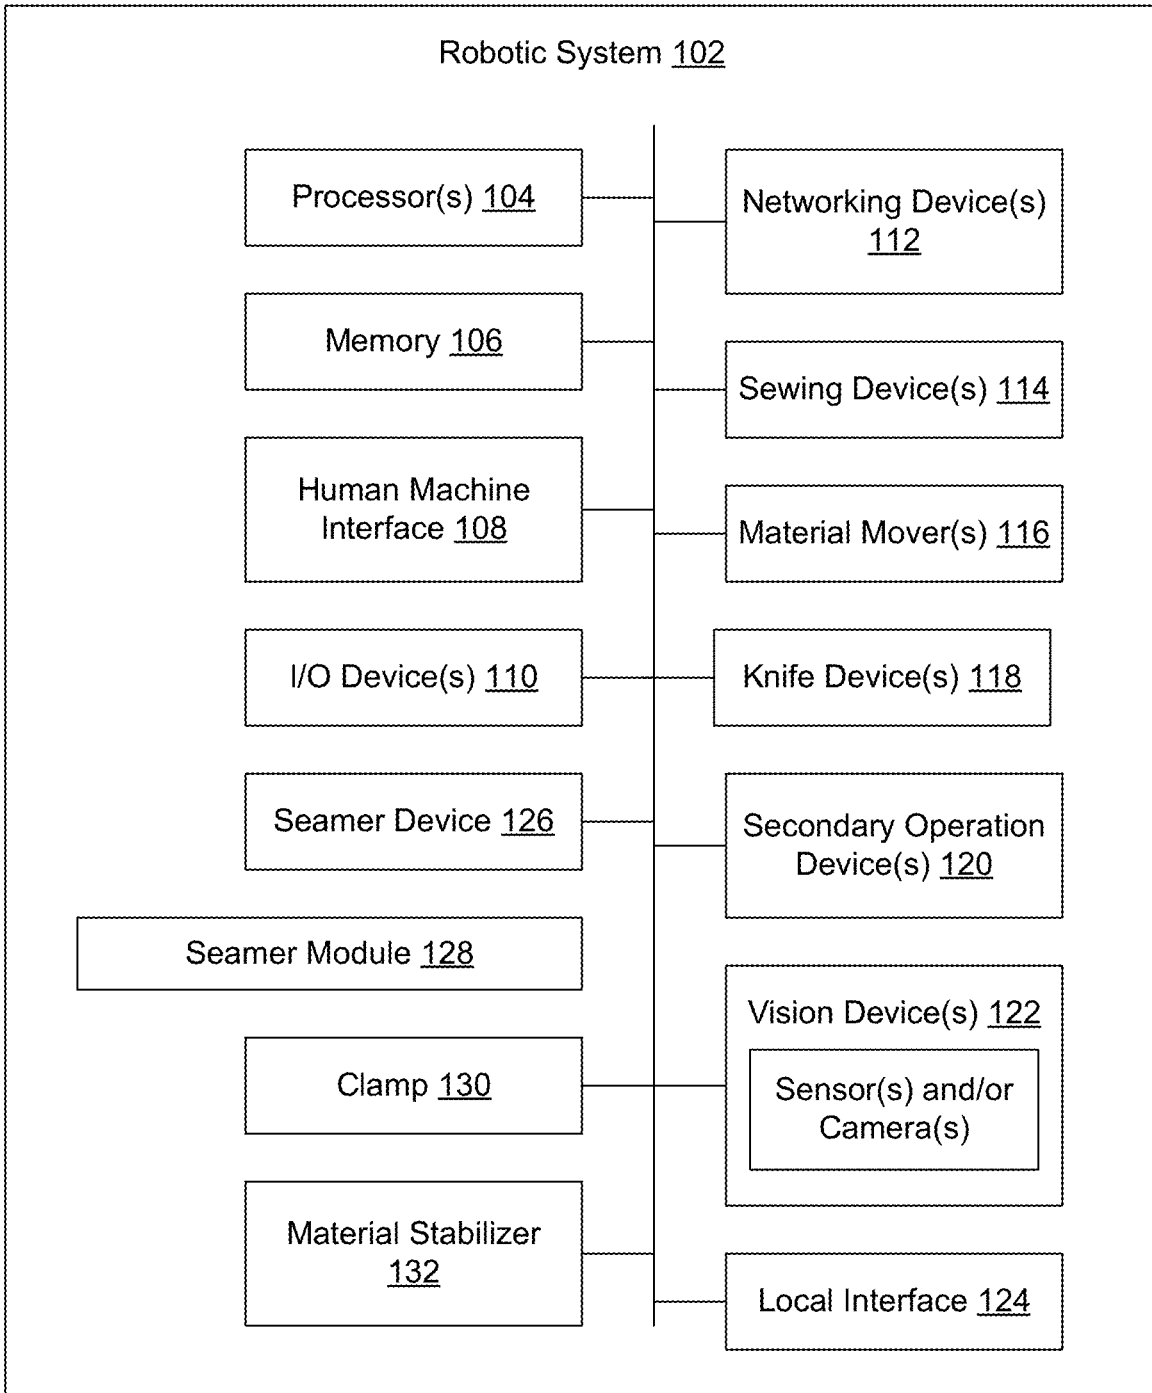 Robotic System 102
Processor(s) 104
Memory 106
Human Machine
Interface 108
I/O Device(s) 110
Seamer Device 126
Seamer Module 128
Clamp 130
Material Stabilizer
132
Networking Device(s)
112
Sewing Device(s) 114
Material Mover(s) 116
Knife Device(s) 118
Secondary Operation
Device(s) 120
Vision Device(s) 122
Sensor(s) and/or
Camera(s)
Local Interface 124